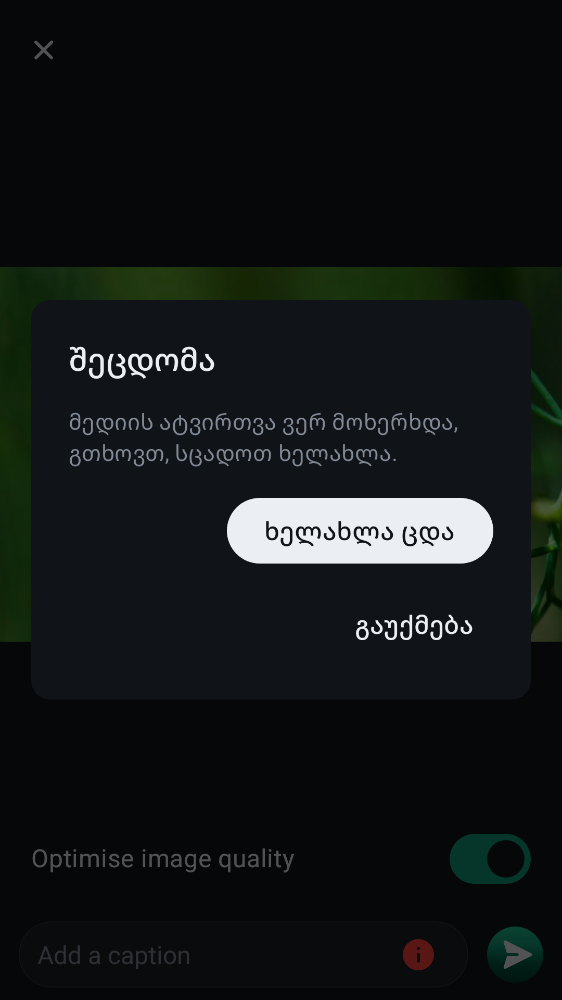 შეცდომა
მედიის ატვირთვა ვერ მოხერხდა,
გთხოვთ, სცადოთ ხელახლა.
ხელახლა ცდა
გაუქმება
Optimise image quality
Add a caption